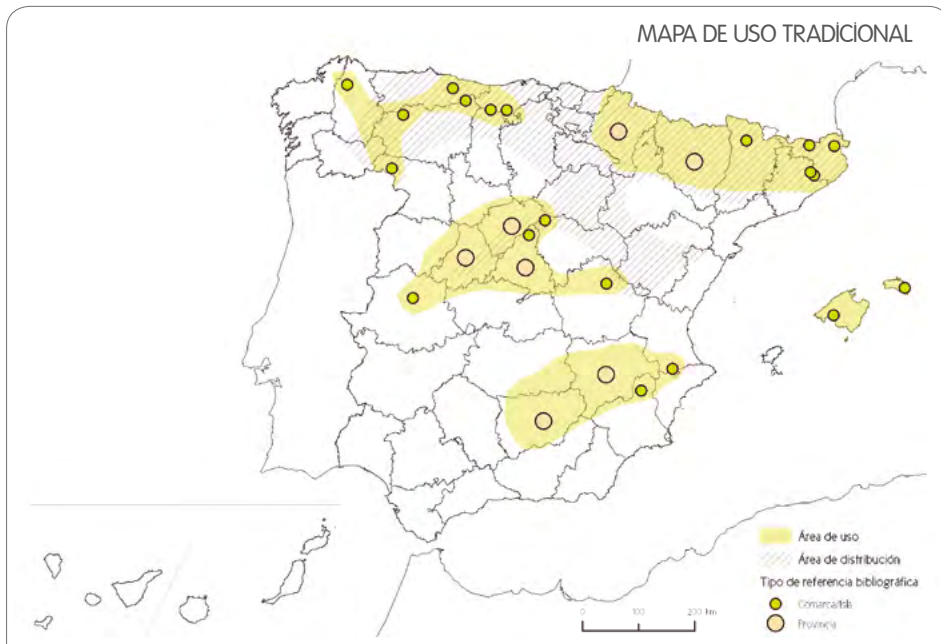 MAPA DE USO TRADICIONAL
Área de uso
Área de distribución
Tipo de referencia bibliográfica
Comarca/Isla
Provincia
0 100 200 km